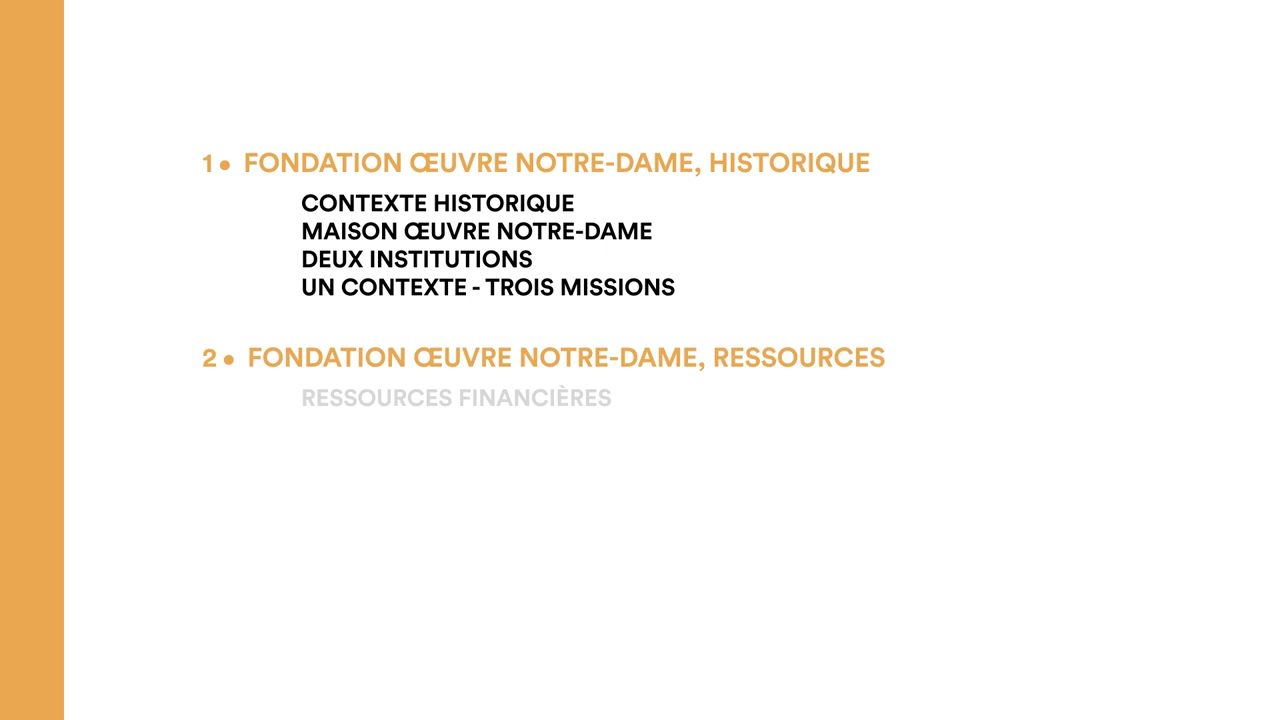 1 • FONDATION ŒUVRE NOTRE-DAME, HISTORIQUE
CONTEXTE HISTORIQUE
MAISON ŒUVRE NOTRE-DAME
DEUX INSTITUTIONS
UN CONTEXTE - TROIS MISSIONS
2 • FONDATION ŒUVRE NOTRE-DAME, RESSOURCES
RESSOURCES FINANCIÈRES